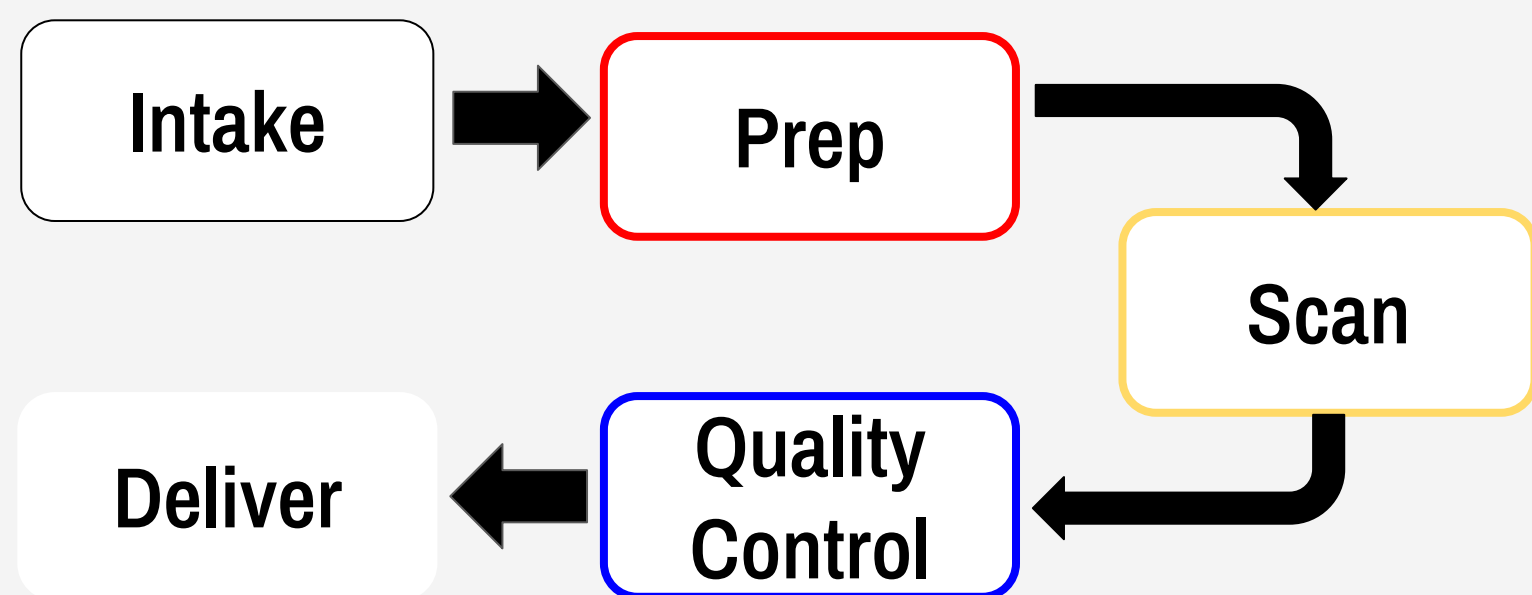 Intake
Prep
Scan
Quality
Control
Deliver